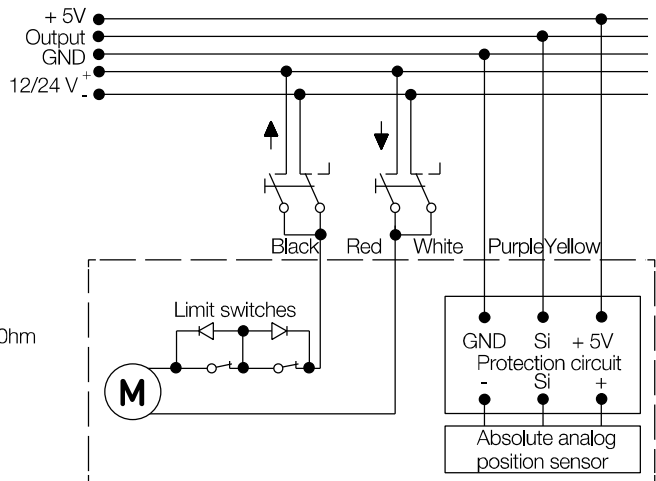 + 5V
Output
GND
12/24 V +
-
Black Red White Purple Yellow
Limit switches
0hm
M
GND Si + 5V
Protection circuit
- Si +
Absolute analog
position sensor